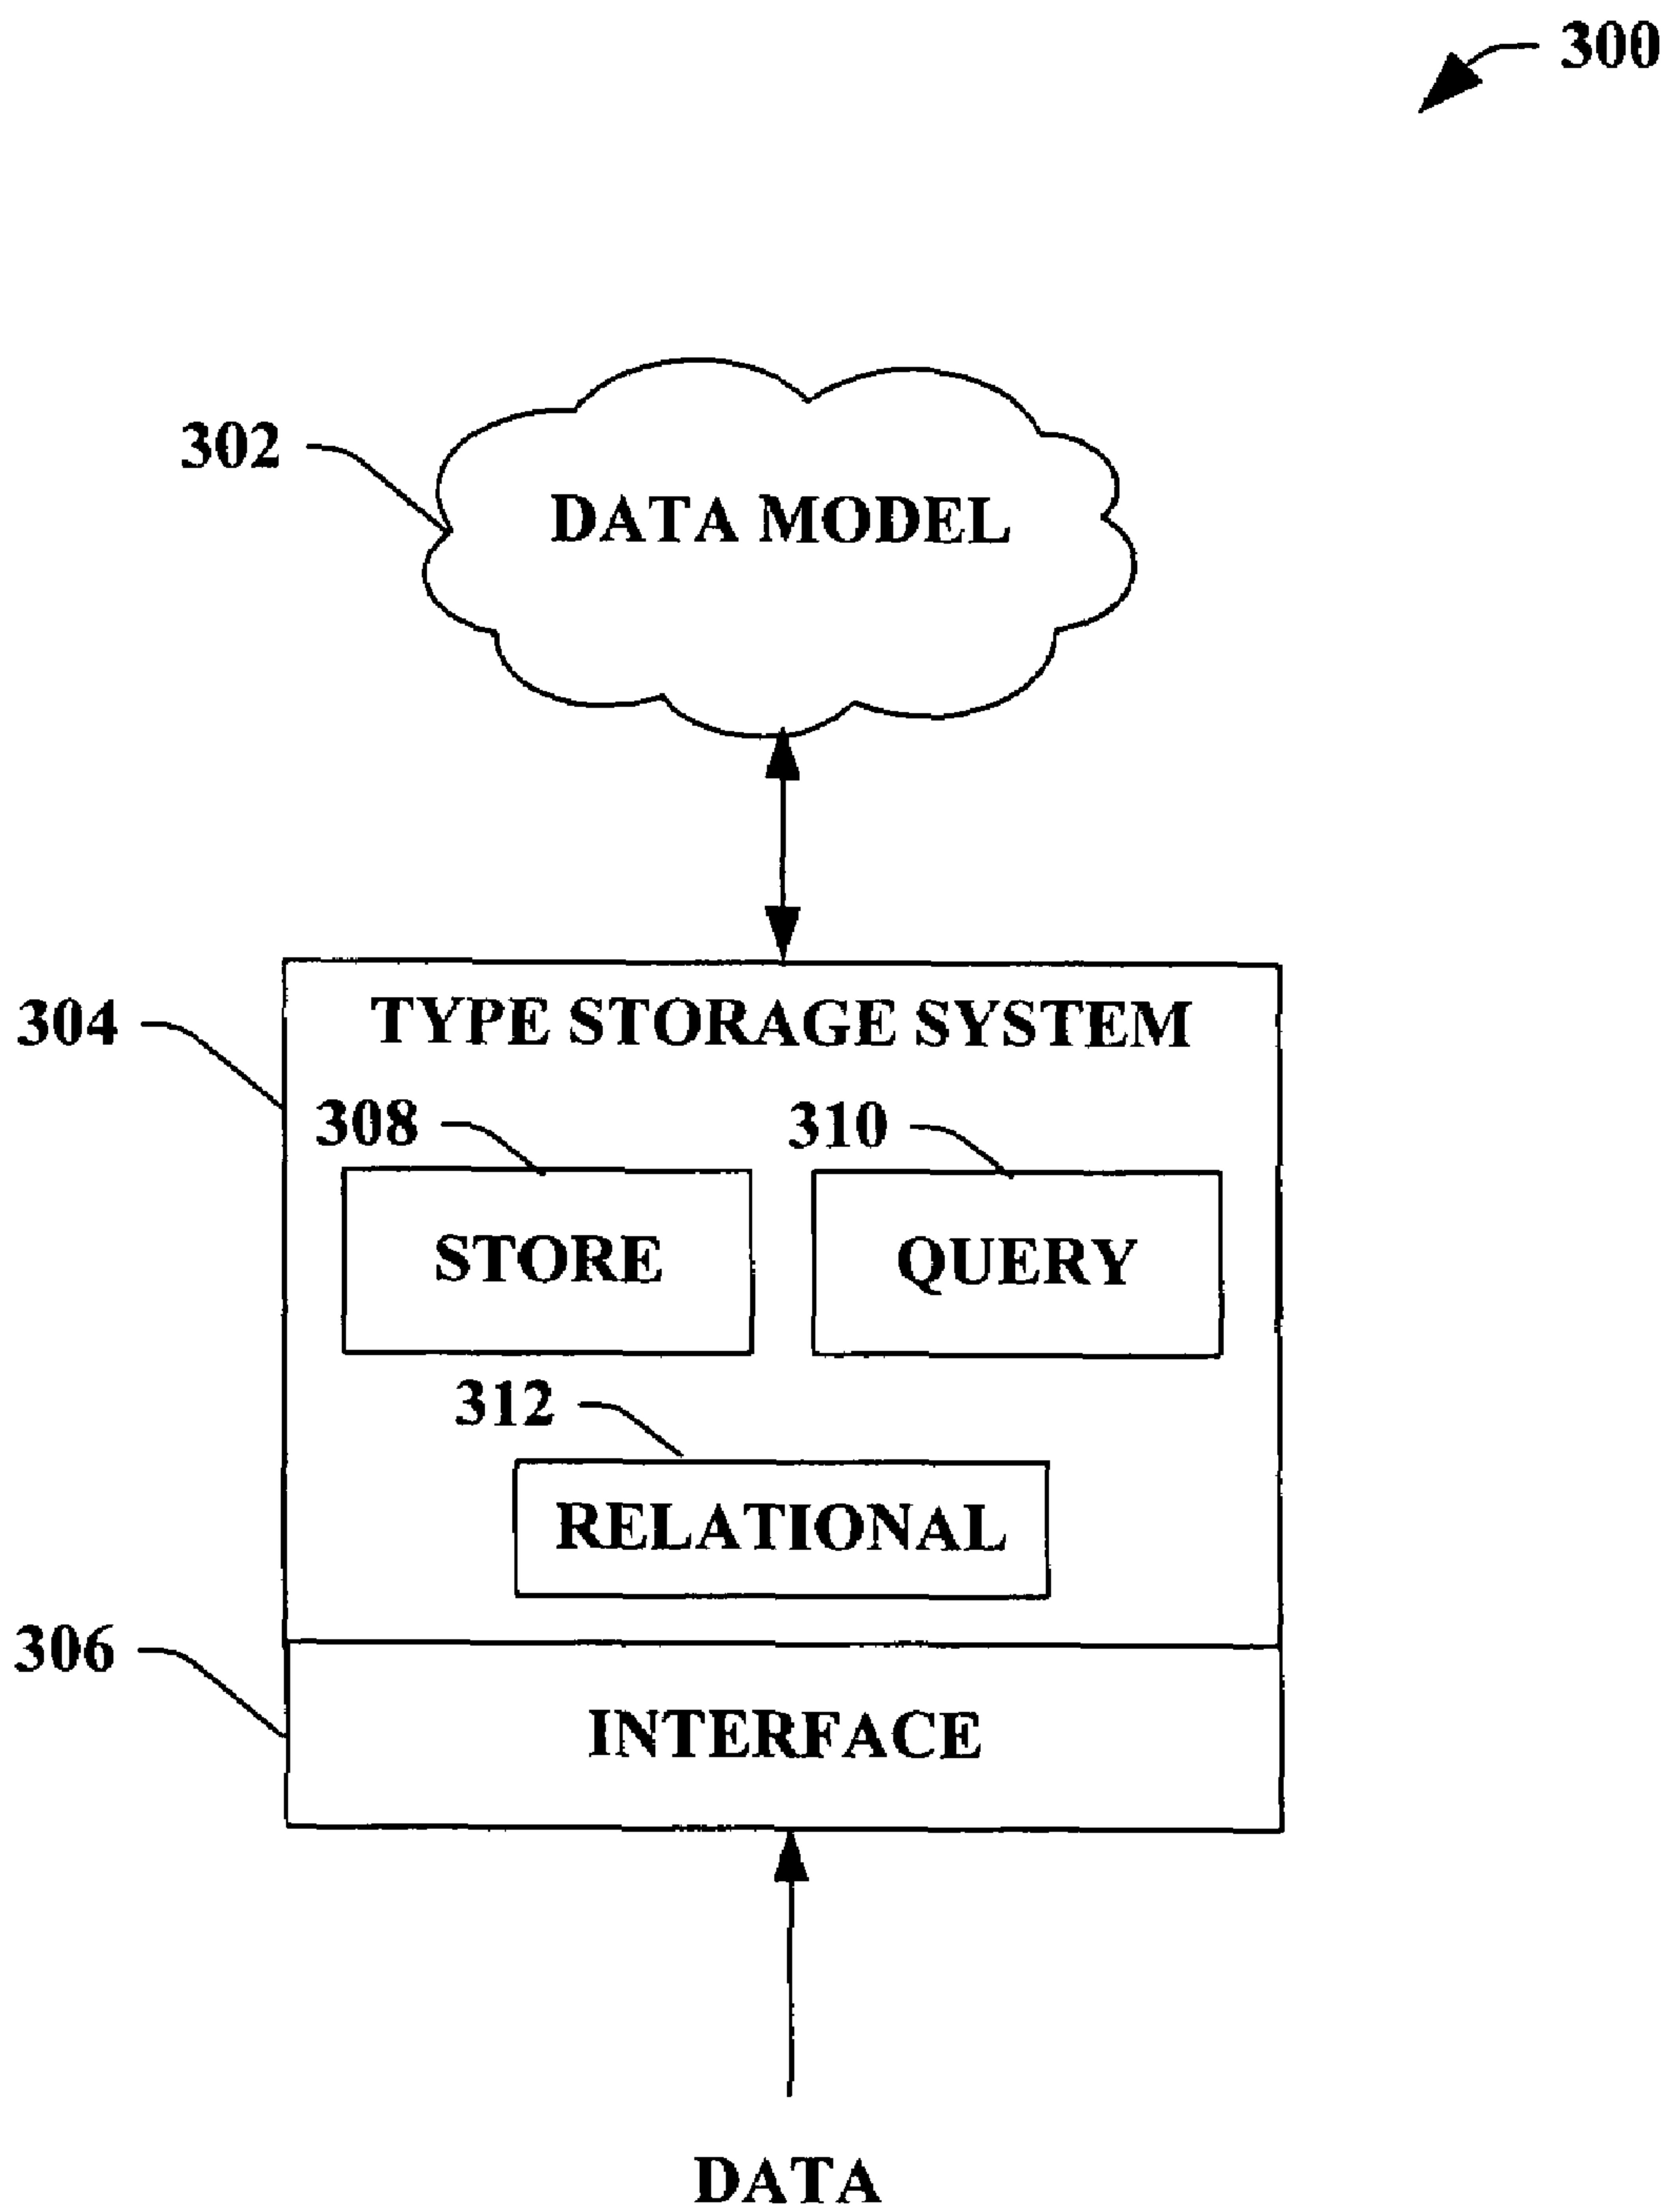 300
302
DATA MODEL
304
TYPE STORAGE SYSTEM
308
310
STORE
QUERY
312
RELATIONAL
306
INTERFACE
DATA